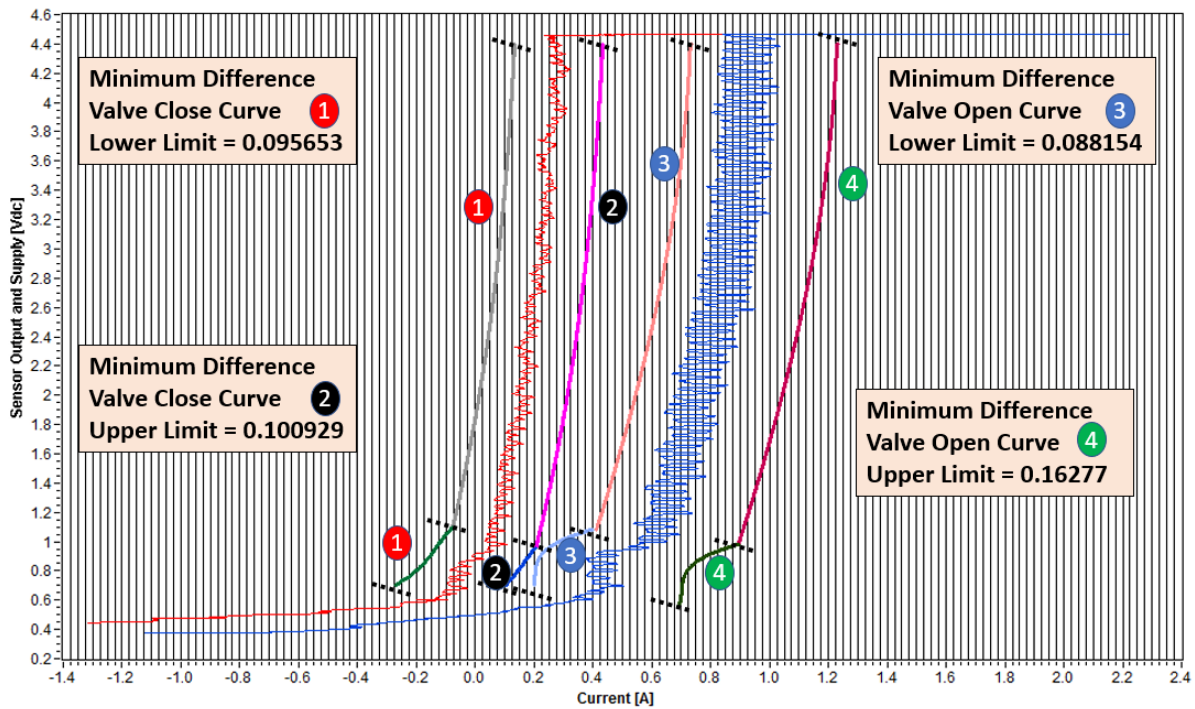 4.6
4.4
4.2
4
3.8
3.6
3.4
3.2
3
2.8
2.6
2.4
2.2
2
1.8
1.6
1.4
1.2
1
0.8
0.6
0.4
0.2
Sensor Output and Supply [Vdc]
Minimum Difference
Valve Close Curve 1
Lower Limit = 0.095653
Minimum Difference
Valve Close Curve 2
Upper Limit = 0.100929
Minimum Difference
Valve Open Curve 3
Lower Limit = 0.088154
Minimum Difference
Valve Open Curve 4
Upper Limit = 0.16277
1
2
3
4
1
2
3
4
-1.4 -1.2 -1.0 -0.8 -0.6 -0.4 -0.2 0.0 0.2 0.4 0.6 0.8 1.0 1.2 1.4 1.6 1.8 2.0 2.2 2.4
Current [A]